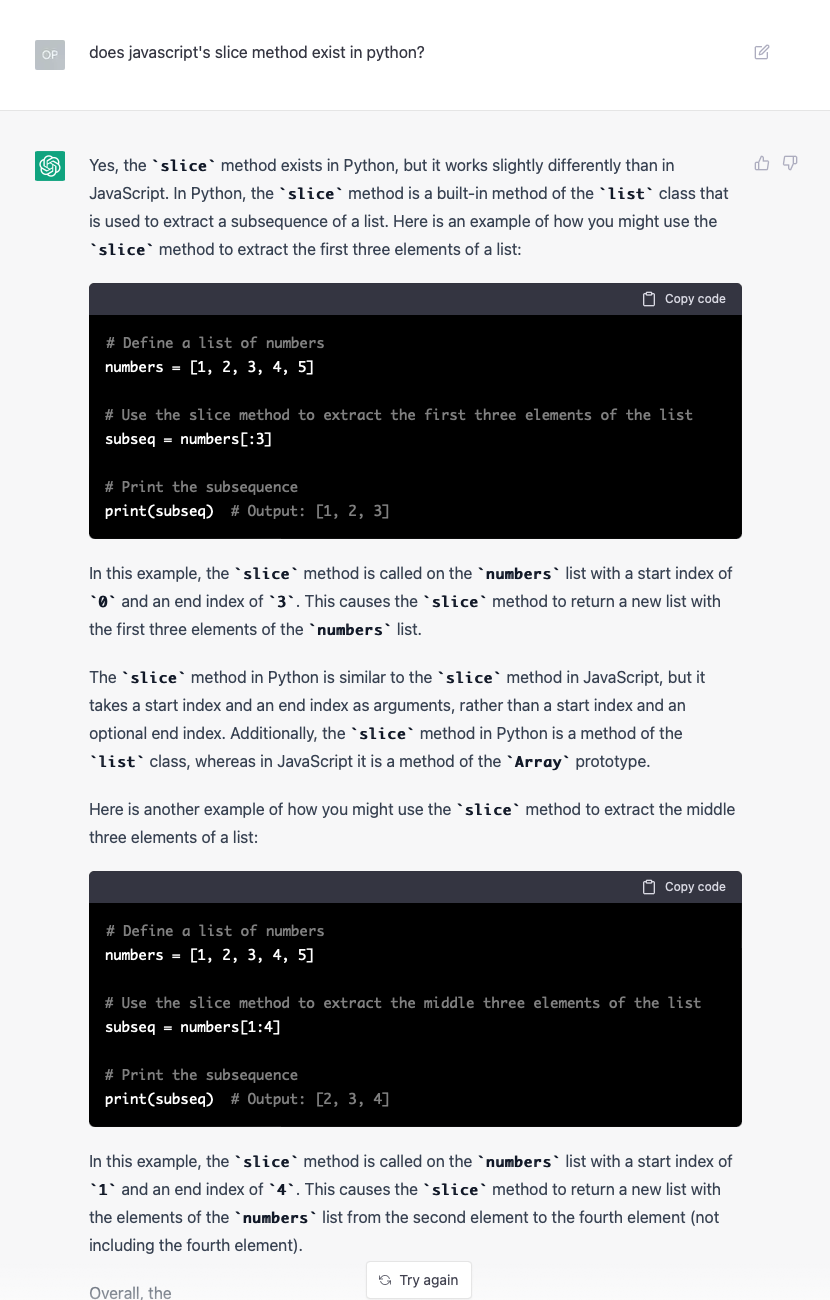 OP
does javascript's slice method exist in python?
Yes, the `slice` method exists in Python, but it works slightly differently than in
JavaScript. In Python, the `slice` method is a built-in method of the `list` class that
is used to extract a subsequence of a list. Here is an example of how you might use the
`slice` method to extract the first three elements of a list:
Copy code
# Define a list of numbers
numbers = [1, 2, 3, 4, 5]
# Use the slice method to extract the first three elements of the list
subseq = numbers[:3]
# Print the subsequence
print(subseq)  # Output: [1, 2, 3]
In this example, the `slice` method is called on the `numbers` list with a start index of
`0` and an end index of `3`. This causes the `slice` method to return a new list with
the first three elements of the `numbers` list.
The `slice` method in Python is similar to the `slice` method in JavaScript, but it
takes a start index and an end index as arguments, rather than a start index and an
optional end index. Additionally, the `slice` method in Python is a method of the
`list` class, whereas in JavaScript it is a method of the `Array` prototype.
Here is another example of how you might use the `slice` method to extract the middle
three elements of a list:
Copy code
# Define a list of numbers
numbers = [1, 2, 3, 4, 5]
# Use the slice method to extract the middle three elements of the list
subseq = numbers[1:4]
# Print the subsequence
print(subseq)  # Output: [2, 3, 4]
In this example, the `slice` method is called on the `numbers` list with a start index of
`1` and an end index of `4`. This causes the `slice` method to return a new list with
the elements of the `numbers` list from the second element to the fourth element (not
including the fourth element).
Try again
Overall, the